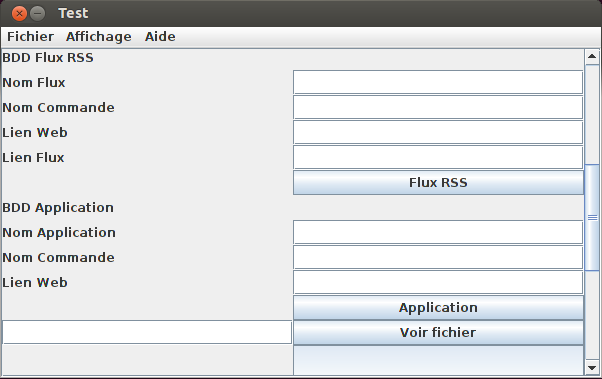 Test
Fichier Affichage Aide
BDD Flux RSS
Nom Flux
Nom Commande
Lien Web
Lien Flux
Flux RSS
BDD Application
Nom Application
Nom Commande
Lien Web
Application
Voir fichier